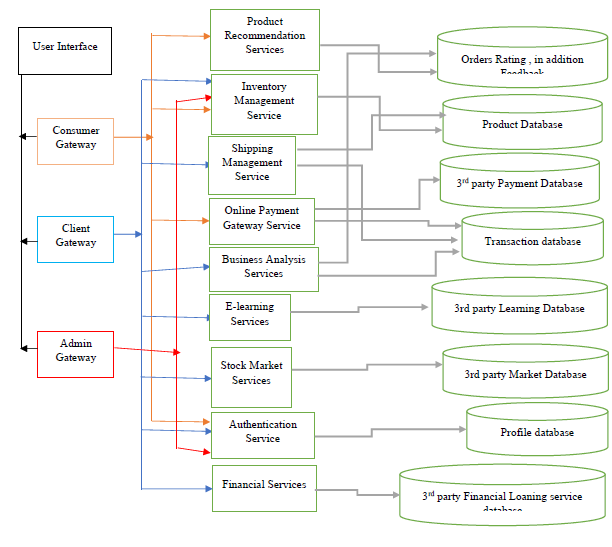 User Interface
Consumer
Gateway
Client
Gateway
Admin
Gateway
Product
Recommendation
Services
Inventory
Management
Service
Shipping
Management
Service
Online Payment
Gateway Service
Business Analysis
Services
E-learning
Services
Stock Market
Services
Authentication
Service
Financial Services
Orders Rating , in addition
Feedback
Product Database
3rd party Payment Database
Transaction database
3rd party Learning Database
3rd party Market Database
Profile database
3rd party Financial Loaning service
database